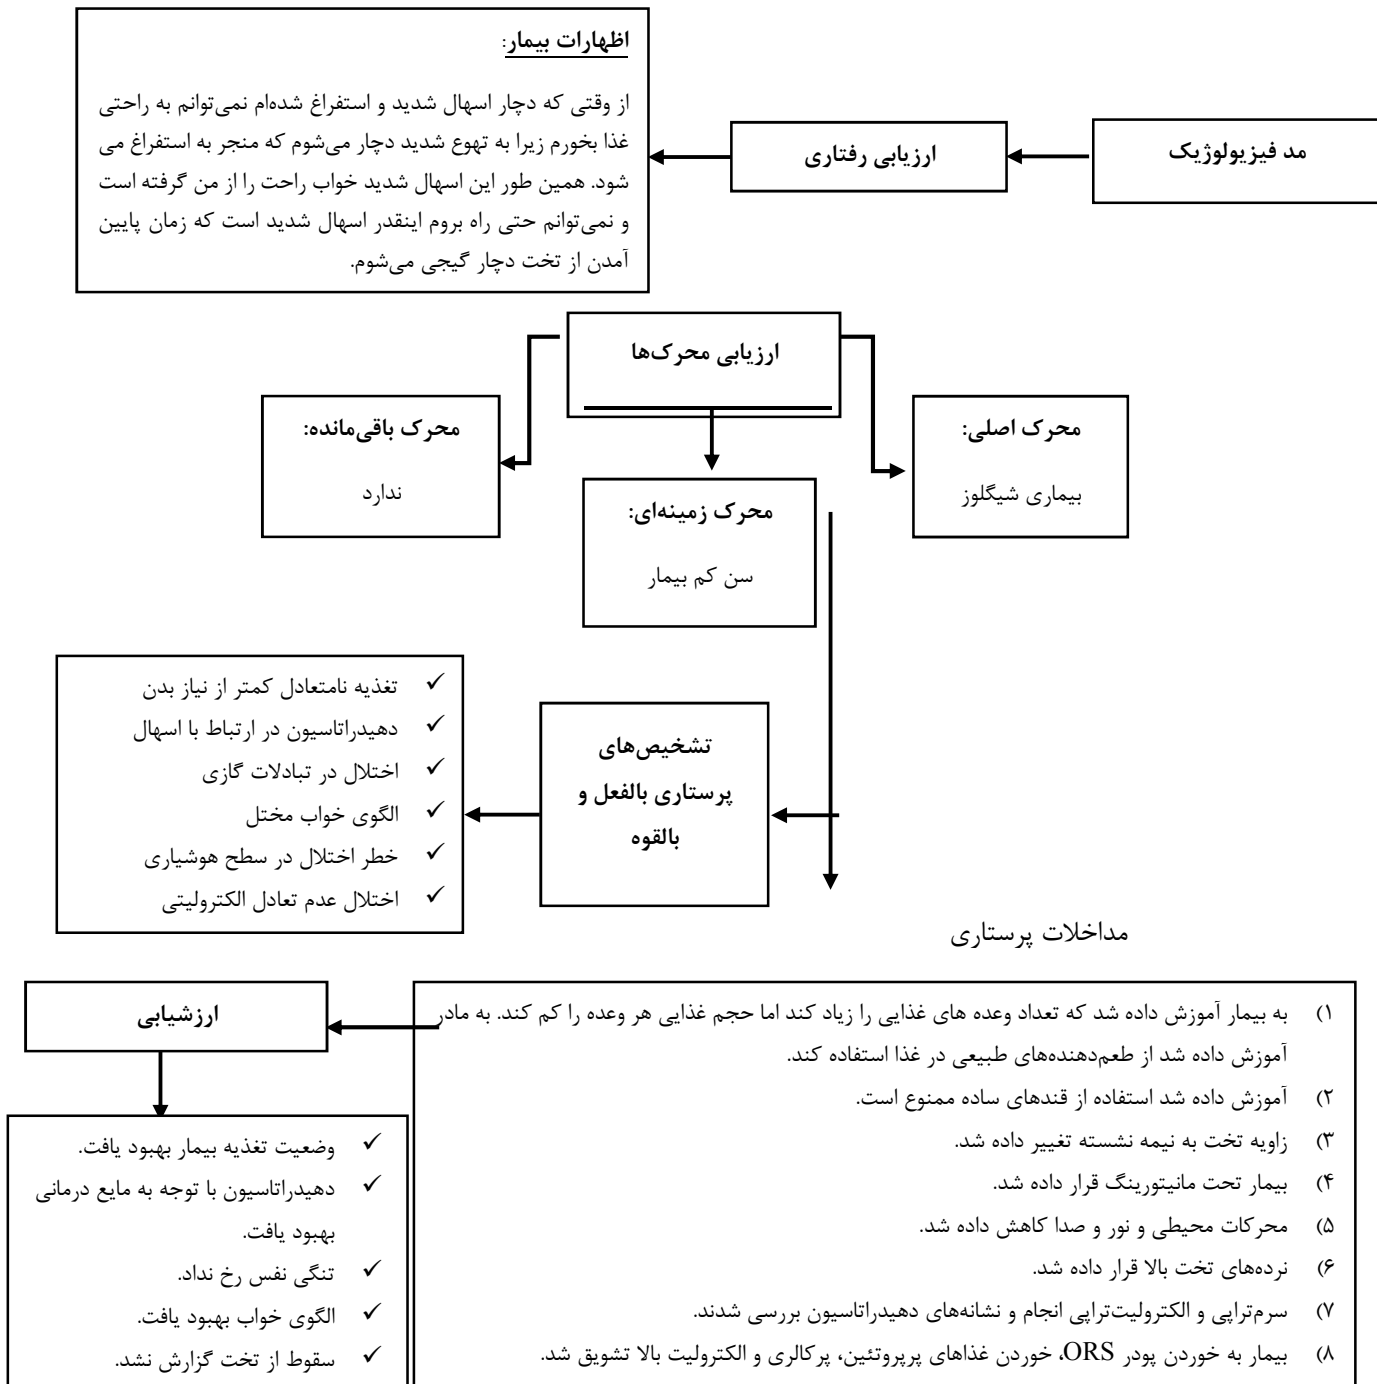 مد فیزیولوژیک
ارزیابی رفتاری
اظهارات بیمار:
از وقتی که دچار اسهال شدید و استفراغ شده‌ام نمی‌توانم به راحتی
غذا بخورم زیرا به تهوع شدید دچار می‌شوم که منجر به استفراغ می
شود. همین طور این اسهال شدید خواب راحت را از من گرفته است
و نمی‌توانم حتی راه بروم اینقدر اسهال شدید است که زمان پایین
آمدن از تخت دچار گیجی می‌شوم.
ارزیابی محرک‌ها
محرک اصلی:
بیماری شیگلوز
محرک زمینه‌ای:
سن کم بیمار
محرک باقی‌مانده:
ندارد
تشخیص‌های
پرستاری بالفعل و
بالقوه
✓ تغذیه نامتعادل کمتر از نیاز بدن
✓ دهیدراتاسیون در ارتباط با اسهال
✓ اختلال در تبادلات گازی
✓ الگوی خواب مختل
✓ خطر اختلال در سطح هوشیاری
✓ اختلال عدم تعادل الکترولیتی
مداخلات پرستاری
۱) به بیمار آموزش داده شد که تعداد وعده های غذایی را زیاد کند اما حجم غذایی هر وعده را کم کند. به مادر
آموزش داده شد از طعم‌دهنده‌های طبیعی در غذا استفاده کند.
۲) آموزش داده شد استفاده از قندهای ساده ممنوع است.
۳) زاویه تخت به نیمه نشسته تغییر داده شد.
۴) بیمار تحت مانیتورینگ قرار داده شد.
۵) محرکات محیطی و نور و صدا کاهش داده شد.
۶) نرده‌های تخت بالا قرار داده شد.
۷) سرم‌تراپی و الکترولیت‌تراپی انجام و نشانه‌های دهیدراتاسیون بررسی شدند.
۸) بیمار به خوردن پودر ORS، خوردن غذاهای پرپروتئین، پرکالری و الکترولیت بالا تشویق شد.
ارزشیابی
✓ وضعیت تغذیه بیمار بهبود یافت.
✓ دهیدراتاسیون با توجه به مایع درمانی
بهبود یافت.
✓ تنگی نفس رخ نداد.
✓ الگوی خواب بهبود یافت.
✓ سقوط از تخت گزارش نشد.